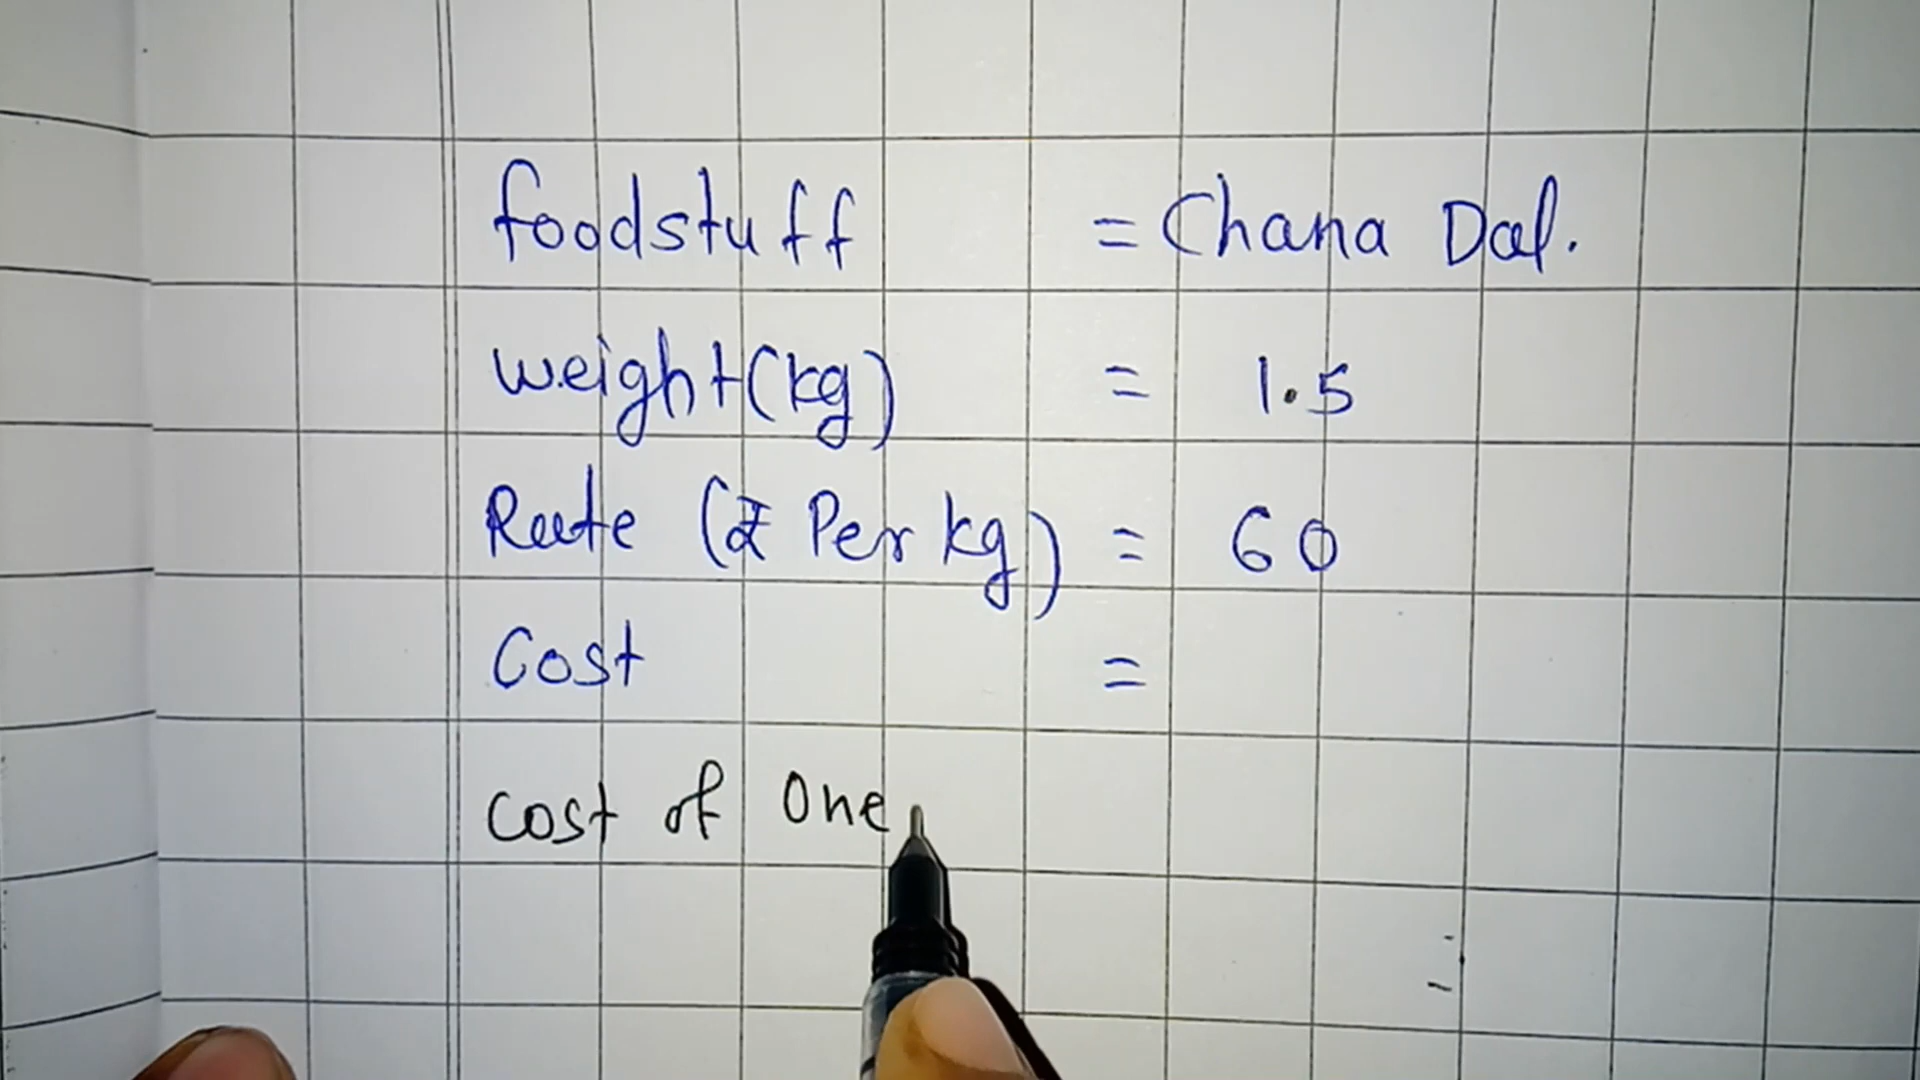 foodstuff = Chana Dal.
weight(kg) = 1.5
Rate (₹ Per kg) = 60
Cost =
cost of One